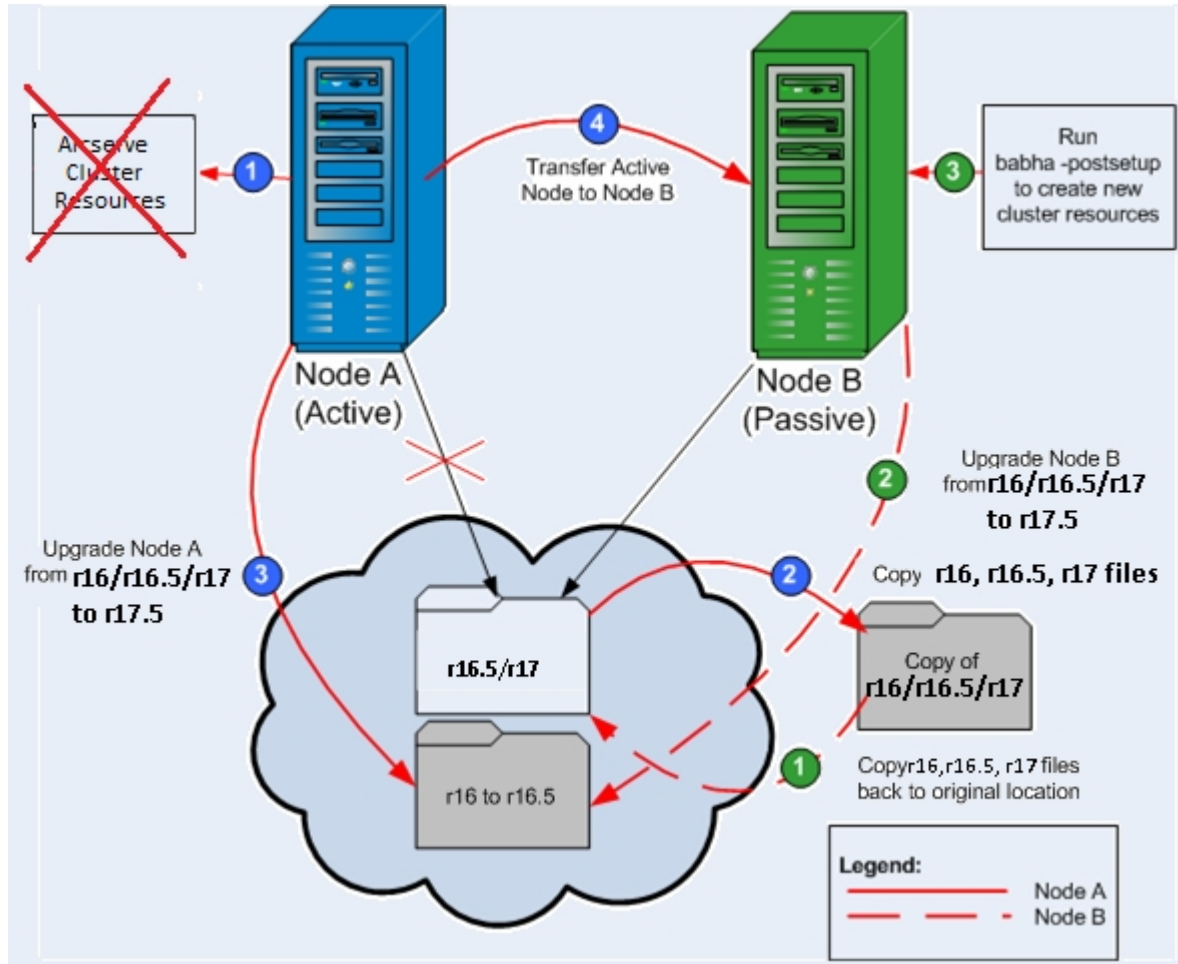 Arcserve
Cluster
Resources
1
4
Transfer Active
Node to Node B
3
Run
babha -postsetup
to create new
cluster resources
Node A
(Active)
Node B
(Passive)
Upgrade Node A
from r16/r16.5/r17
to r17.5
3
2
Upgrade Node B
from r16/r16.5/r17
to r17.5
2
Copy r16, r16.5, r17 files
r16.5/r17
Copy of
r16/r16.5/r17
r16 to r16.5
1
Copyr16,r16.5, r17 files
back to original location
Legend:
Node A
Node B